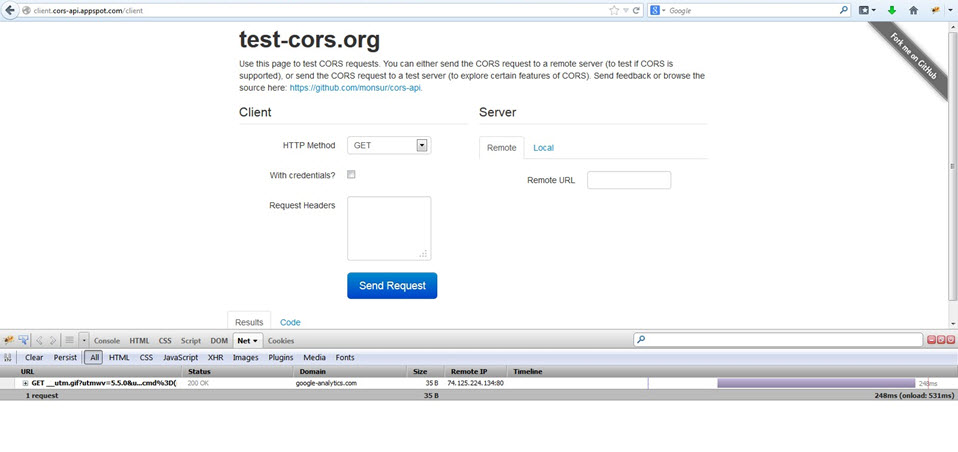 client.cors-api.appspot.com/client
Google
Fork me on GitHub
test-cors.org
Use this page to test CORS requests. You can either send the CORS request to a remote server (to test if CORS is
supported), or send the CORS request to a test server (to explore certain features of CORS). Send feedback or browse the
source here: https://github.com/monsur/cors-api.
Client
Server
HTTP Method
GET
Remote
Local
With credentials?
Remote URL
Request Headers
Send Request
Results
Code
Console HTML CSS Script DOM Net Cookies
Clear Persist All HTML CSS JavaScript XHR Images Plugins Media Fonts
URL Status Domain Size Remote IP Timeline
GET __utm.gif?utmwv=5.5.0&u...cmd%3D( 200 OK google-analytics.com 35 B 74.125.224.134:80 248ms
1 request 35 B 248ms (onload: 531ms)